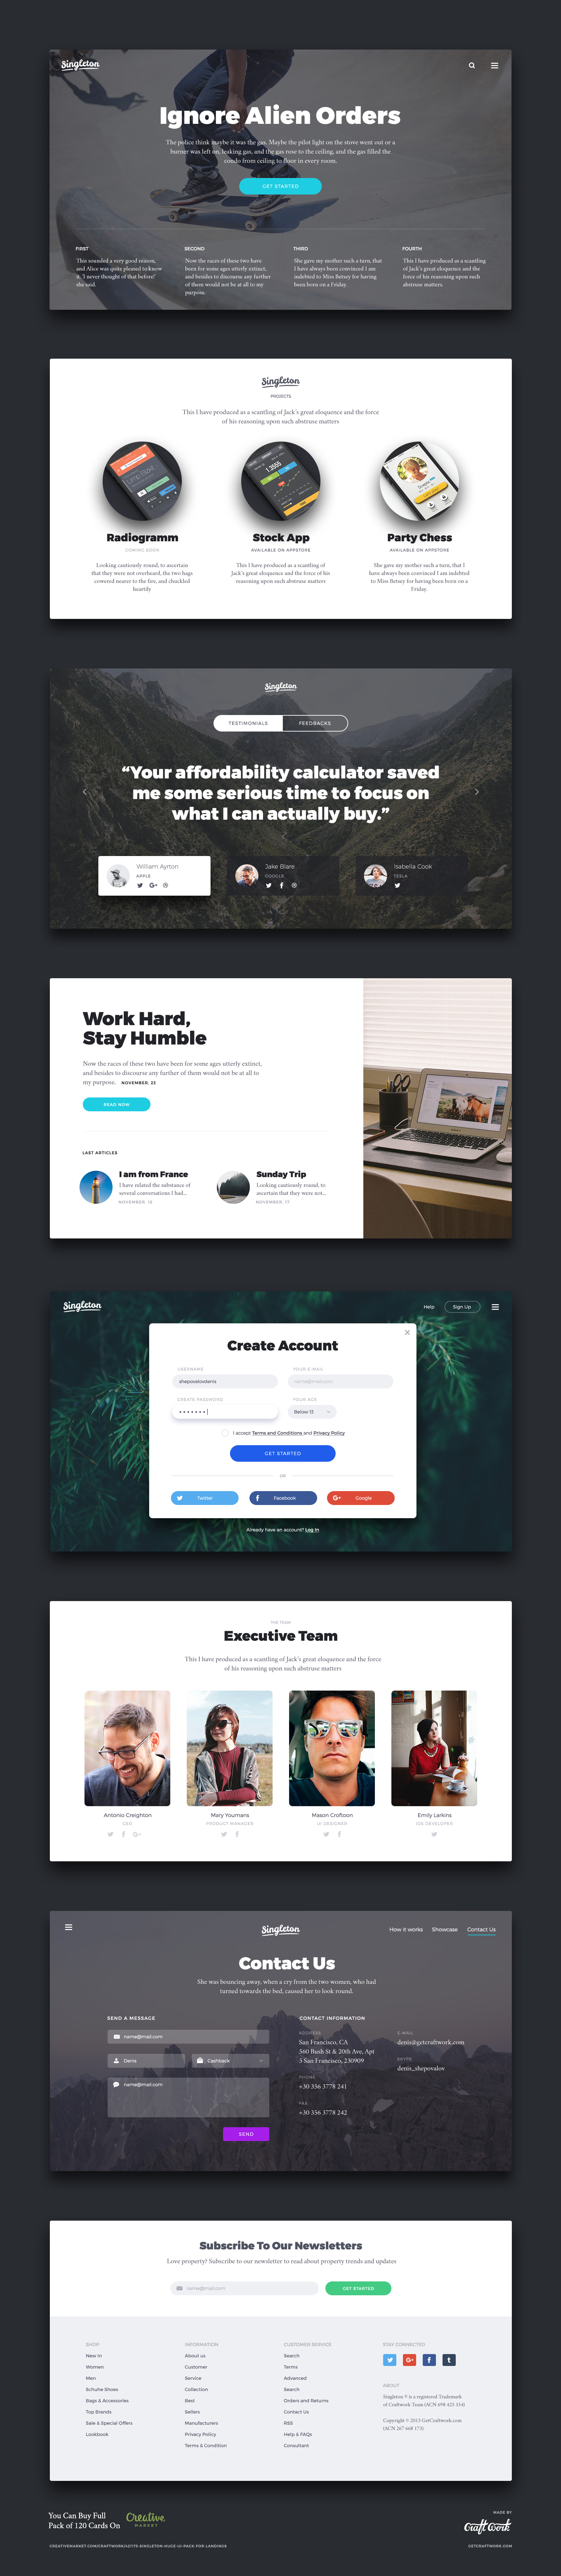 Singleton
Ignore Alien Orders
The police think maybe it was the gas. Maybe the pilot light on the stove went out or a
burner was left on, leaking gas, and the gas rose to the ceiling, and the gas filled the
condo from ceiling to floor in every room.
GET STARTED
FIRST
This sounded a very good reason,
and Alice was quite pleased to know
it. "I never thought of that before!"
she said.
SECOND
Now the races of these two have
been for some ages utterly extinct,
and besides to discourse any further
of them would not be at all to my
purpose.
THIRD
She gave my mother such a turn, that
I have always been convinced I am
indebted to Miss Betsey for having
been born on a Friday.
FOURTH
This I have produced as a scantling
of Jack's great eloquence and the
force of his reasoning upon such
abstruse matters.
Singleton
PROJECTS
This I have produced as a scantling of Jack's great eloquence and the force
of his reasoning upon such abstruse matters
Radiogramm
COMING SOON
Looking cautiously round, to ascertain
that they were not overheard, the two hags
cowered nearer to the fire, and chuckled
heartily
1.3555
Stock App
AVAILABLE ON APPSTORE
This I have produced as a scantling of
Jack's great eloquence and the force of his
reasoning upon such abstruse matters
Party Chess
AVAILABLE ON APPSTORE
She gave my mother such a turn, that I
have always been convinced I am indebted
to Miss Betsey for having been born on a
Friday.
Singleton
TESTIMONIALS
FEEDBACKS
“Your affordability calculator saved
me some serious time to focus on
what I can actually buy.”
William Ayrton
APPLE
Jake Blare
GOOGLE
Isabella Cook
TESLA
Work Hard,
Stay Humble
Now the races of these two have been for some ages utterly extinct,
and besides to discourse any further of them would not be at all to
my purpose. NOVEMBER, 23
READ NOW
LAST ARTICLES
I am from France
I have related the substance of
several conversations I had...
NOVEMBER, 18
Sunday Trip
Looking cautiously round, to
ascertain that they were not...
NOVEMBER, 17
Singleton
Help
Sign Up
Create Account
USERNAME
shepovalovdenis
YOUR E-MAIL
name@mail.com
CREATE PASSWORD
YOUR AGE
Below 13
I accept Terms and Conditions and Privacy Policy
GET STARTED
OR
Twitter
Facebook
Google
Already have an account? Log In
THE TEAM
Executive Team
This I have produced as a scantling of Jack's great eloquence and the force
of his reasoning upon such abstruse matters
Antonio Creighton
CEO
Mary Youmans
PRODUCT MANAGER
Mason Croftoon
UI DESIGNER
Emily Larkins
IOS DEVELOPER
Singleton
How it works
Showcase
Contact Us
Contact Us
She was bouncing away, when a cry from the two women, who had
turned towards the bed, caused her to look round.
SEND A MESSAGE
name@mail.com
Denis
Cashback
name@mail.com
SEND
CONTACT INFORMATION
ADDRESS
San Francisco, CA
560 Bush St & 20th Ave, Apt
3 San Francisco, 230909
PHONE
+30 356 3778 241
FAX
+30 356 3778 242
E-MAIL
denis@getcraftwork.com
SKYPE
denis_shepovalov
Subscribe To Our Newsletters
Love property? Subscribe to our newsletter to read about property trends and updates
name@mail.com
GET STARTED
SHOP
New In
Women
Men
Schuhe Shoes
Bags & Accessories
Top Brands
Sale & Special Offers
Lookbook
INFORMATION
About us
Customer
Service
Collection
Best
Sellers
Manufacturers
Privacy Policy
Terms & Condition
CUSTOMER SERVICE
Search
Terms
Advanced
Search
Orders and Returns
Contact Us
RSS
Help & FAQs
Consultant
STAY CONNECTED
ABOUT
Singleton ® is a registered Trademark
of Craftwork Team (ACN 698 425 354)
Copyright © 2015 GetCraftwork.com
(ACN 267 668 173)
You Can Buy Full
Pack of 120 Cards On
Creative
MARKET
MADE BY
Craft Work
GETCRAFTWORK.COM